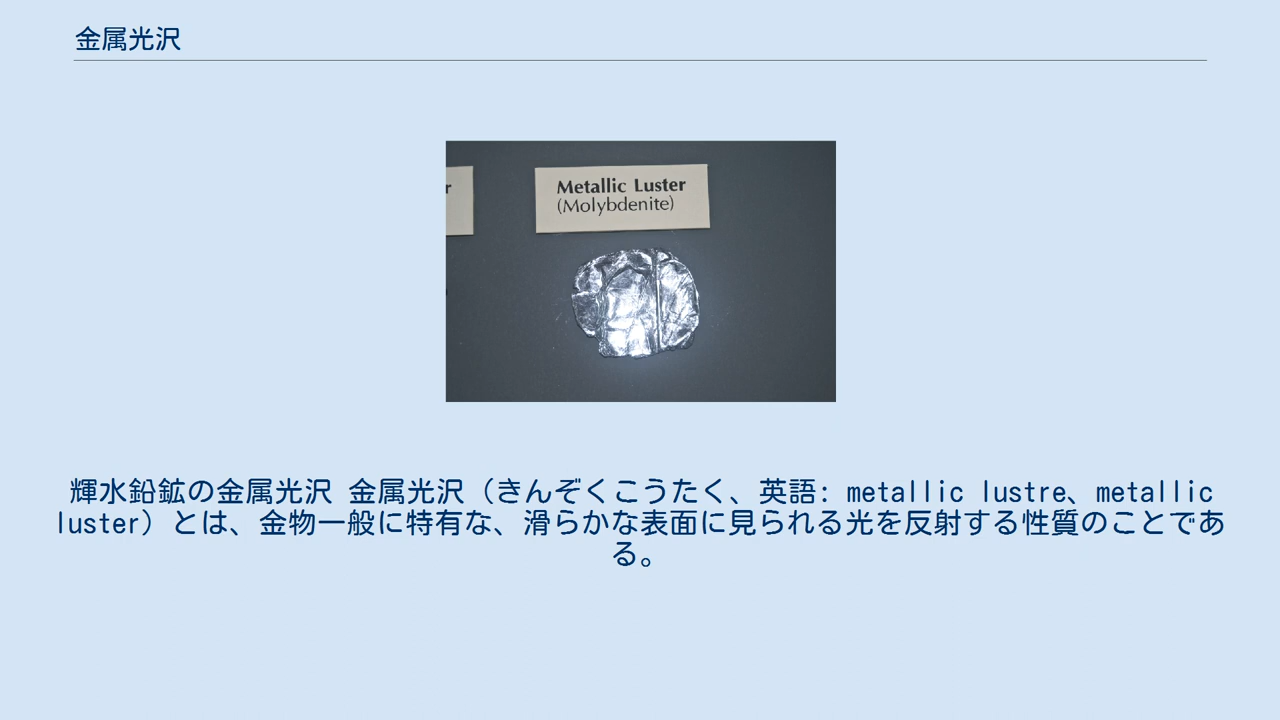 金属光沢
r
Metallic Luster
(Molybdenite)
輝水鉛鉱の金属光沢 金属光沢（きんぞくこうたく、英語: metallic lustre、metallic
luster）とは、金物一般に特有な、滑らかな表面に見られる光を反射する性質のことであ
る。